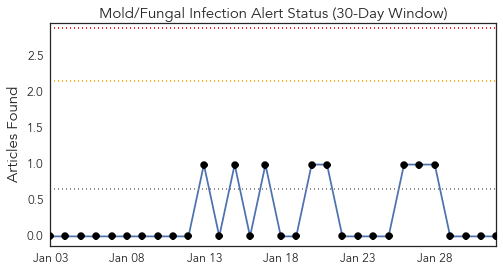 Mold/Fungal Infection Alert Status (30-Day Window)
Articles Found
2.5
2.0
1.5
1.0
0.5
0.0
Jan 03 Jan 08 Jan 13 Jan 18 Jan 23 Jan 28